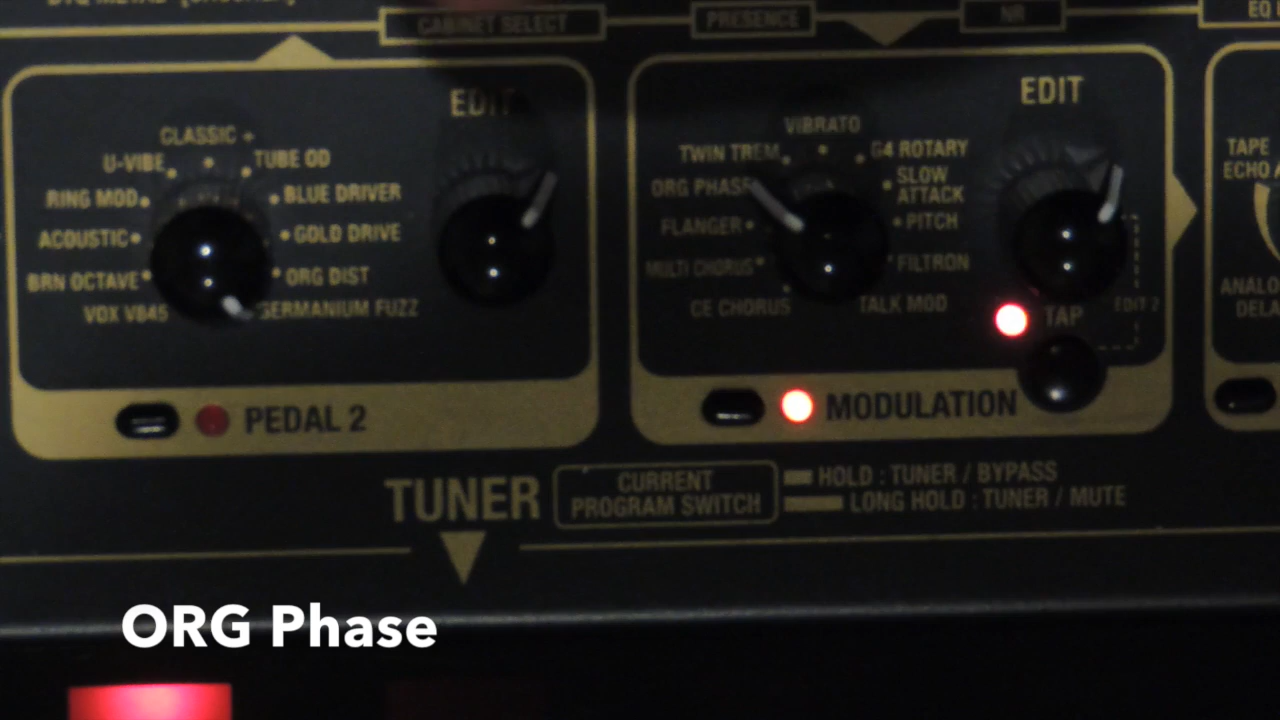 CABINET SELECT
PRESENCE
NR
EQ
EDIT
CLASSIC +
U-VIBE
TUBE OD
RING MOD
BLUE DRIVER
ACOUSTIC
GOLD DRIVE
BRN OCTAVE
ORG DIST
VOX V845
GERMANIUM FUZZ
PEDAL 2
EDIT
VIBRATO
TWIN TREM
G4 ROTARY
ORG PHASE
SLOW
ATTACK
FLANGER
PITCH
MULTI CHORUS
FILTRON
CE CHORUS
TALK MOD
TAP
EDIT 2
MODULATION
TAPE
ECHO
ANALO
DELA
TUNER
CURRENT
PROGRAM SWITCH
HOLD : TUNER / BYPASS
LONG HOLD : TUNER / MUTE
ORG Phase